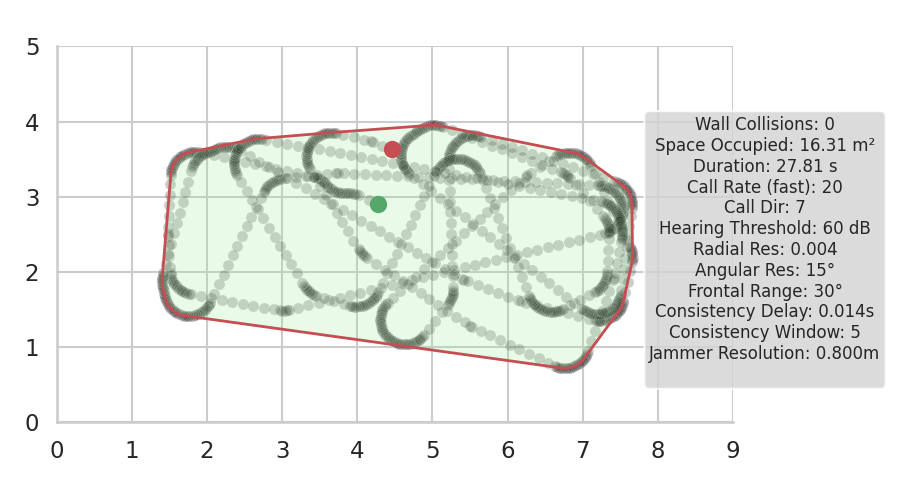 5
4
3
2
1
0
0 1 2 3 4 5 6 7 8 9
Wall Collisions: 0
Space Occupied: 16.31 m²
Duration: 27.81 s
Call Rate (fast): 20
Call Dir: 7
Hearing Threshold: 60 dB
Radial Res: 0.004
Angular Res: 15°
Frontal Range: 30°
Consistency Delay: 0.014s
Consistency Window: 5
Jammer Resolution: 0.800m